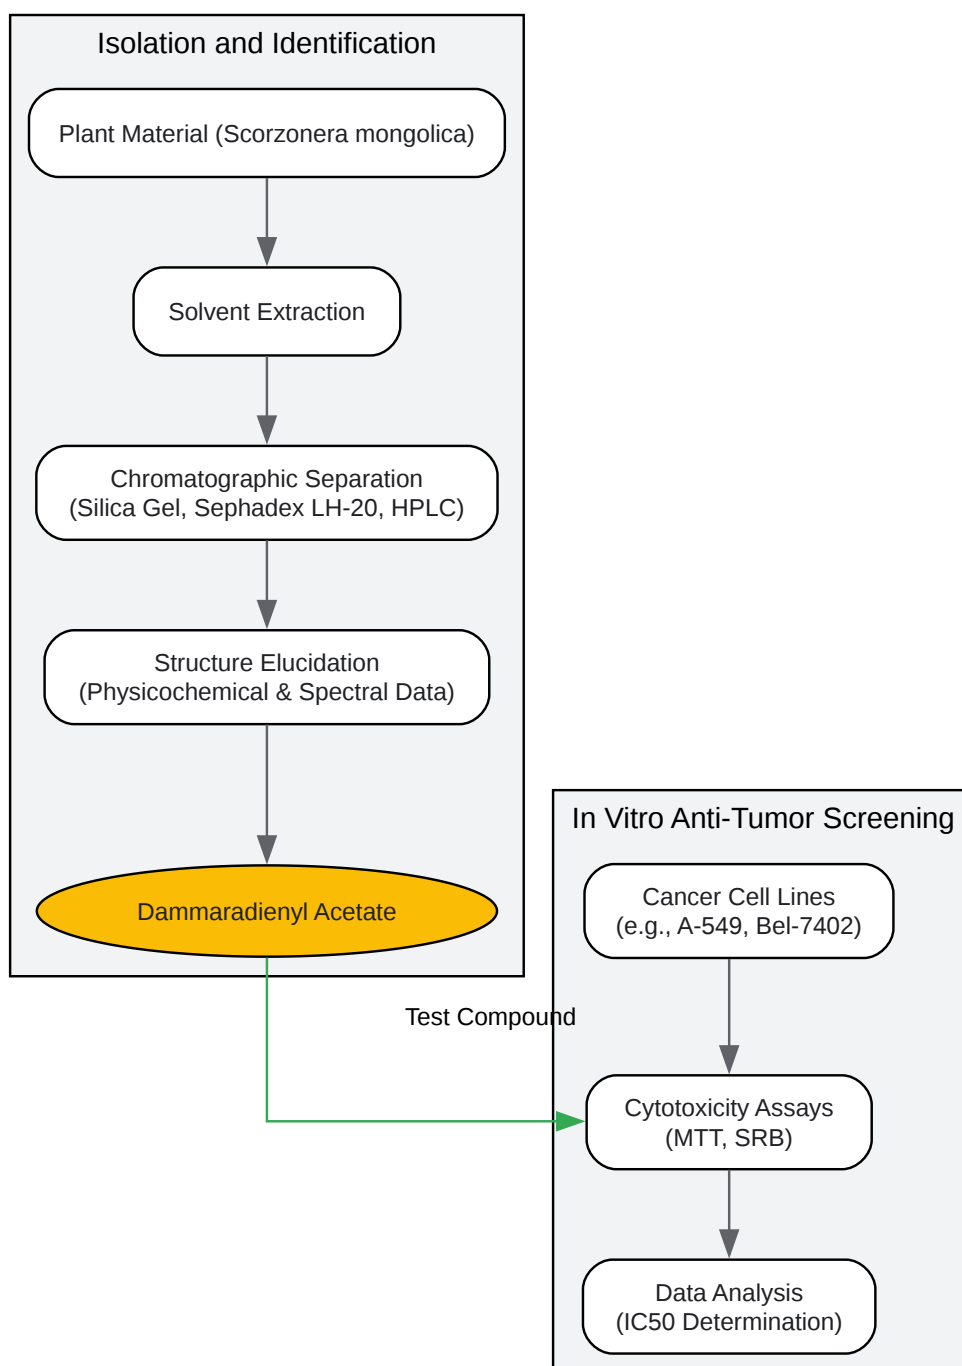 Isolation and Identification
Plant Material (Scorzonera mongolica)
Solvent Extraction
Chromatographic Separation
(Silica Gel, Sephadex LH-20, HPLC)
Structure Elucidation
(Physicochemical & Spectral Data)
Dammaradienyl Acetate
Test Compound
In Vitro Anti-Tumor Screening
Cancer Cell Lines
(e.g., A-549, Bel-7402)
Cytotoxicity Assays
(MTT, SRB)
Data Analysis
(IC50 Determination)